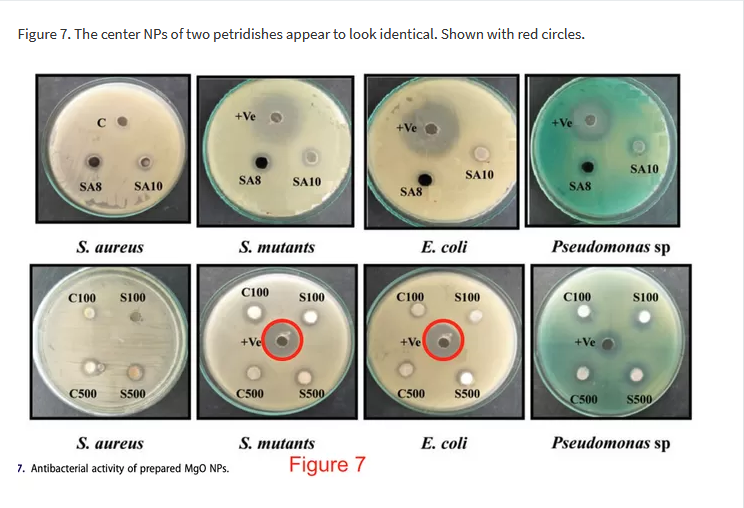 Figure 7. The center NPs of two petridishes appear to look identical. Shown with red circles.
C
SA8 SA10
+Ve
SA8 SA10
+Ve
SA10
SA8
+Ve
SA10
SA8
S. aureus S. mutants E. coli Pseudomonas sp
C100 S100
C500 S500
C100 S100
+Ve
C500 S500
C100 S100
+Ve
C500 S500
C100 S100
+Ve
C500 S500
S. aureus S. mutants E. coli Pseudomonas sp
7. Antibacterial activity of prepared MgO NPs.
Figure 7